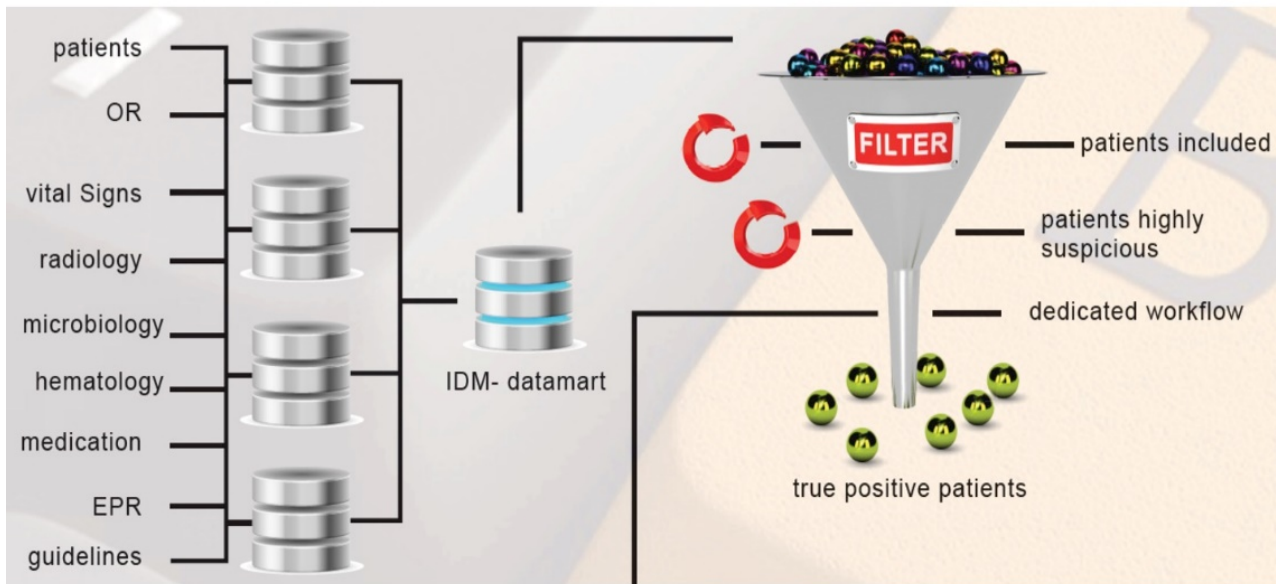 patients
OR
vital Signs
radiology
microbiology
hematology
medication
EPR
guidelines
IDM- datamart
FILTER
patients included
patients highly
suspicious
dedicated workflow
true positive patients